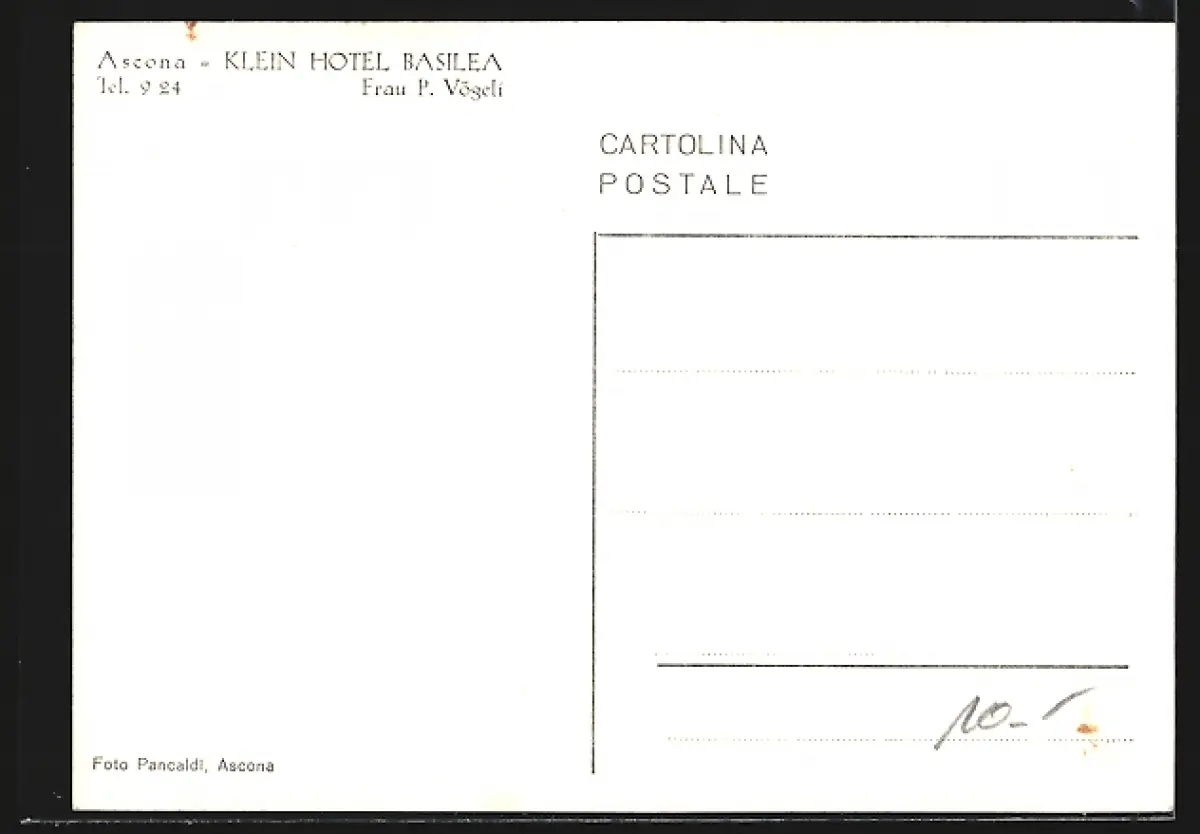 Ascona - KLEIN HOTEL BASILEA
Tel. 9 24 Frau P. Vögeli
CARTOLINA
POSTALE
10.-
Foto Pancaldi, Ascona